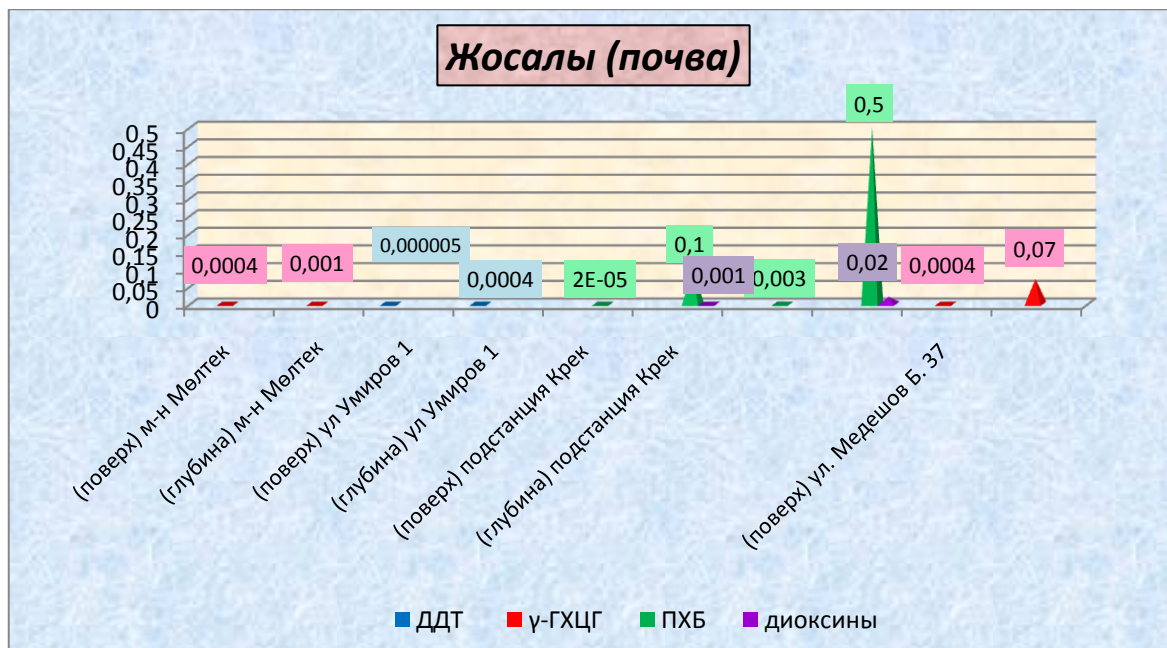 Жосалы (почва)
0,5
0,45
0,4
0,35
0,3
0,25
0,2
0,15
0,1
0,05
0
0,0004
0,001
0,000005
0,0004
2E-05
0,1
0,001
0,003
0,5
0,02
0,0004
0,07
(поверх) м-н Мөлтек
(глубина) м-н Мөлтек
(поверх) ул Умиров 1
(глубина) ул Умиров 1
(поверх) подстанция Крек
(глубина) подстанция Крек
(поверх) ул. Медешов Б. 37
ДДТ γ-ГХЦГ ПХБ диоксины